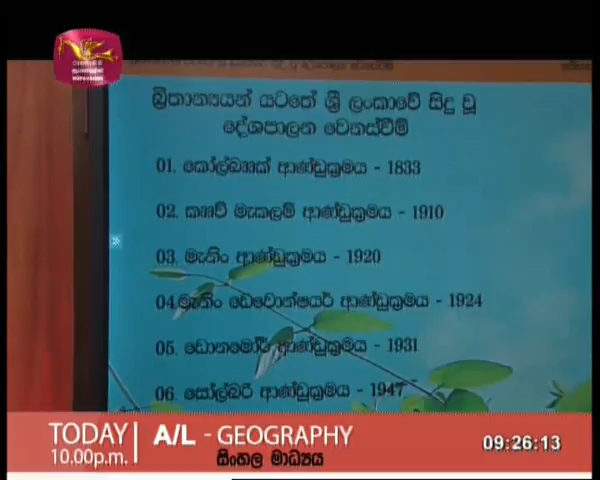 බ්‍රිතාන්‍යයන් යටතේ ශ්‍රී ලංකාවේ සිදු වූ
දේශපාලන වෙනස්වීම්
01. කෝල්බෲක් ආණ්ඩුක්‍රමය - 1833
02. කෲව් මැකලම් ආණ්ඩුක්‍රමය - 1910
03. මැනිං ආණ්ඩුක්‍රමය - 1920
04. මැනිං ඩෙවොන්ෂයර් ආණ්ඩුක්‍රමය - 1924
05. ඩොනමෝර් ආණ්ඩුක්‍රමය - 1931
06. සෝල්බරි ආණ්ඩුක්‍රමය - 1947
TODAY
10.00p.m.
A/L - GEOGRAPHY
සිංහල මාධ්‍යය
09:26:13